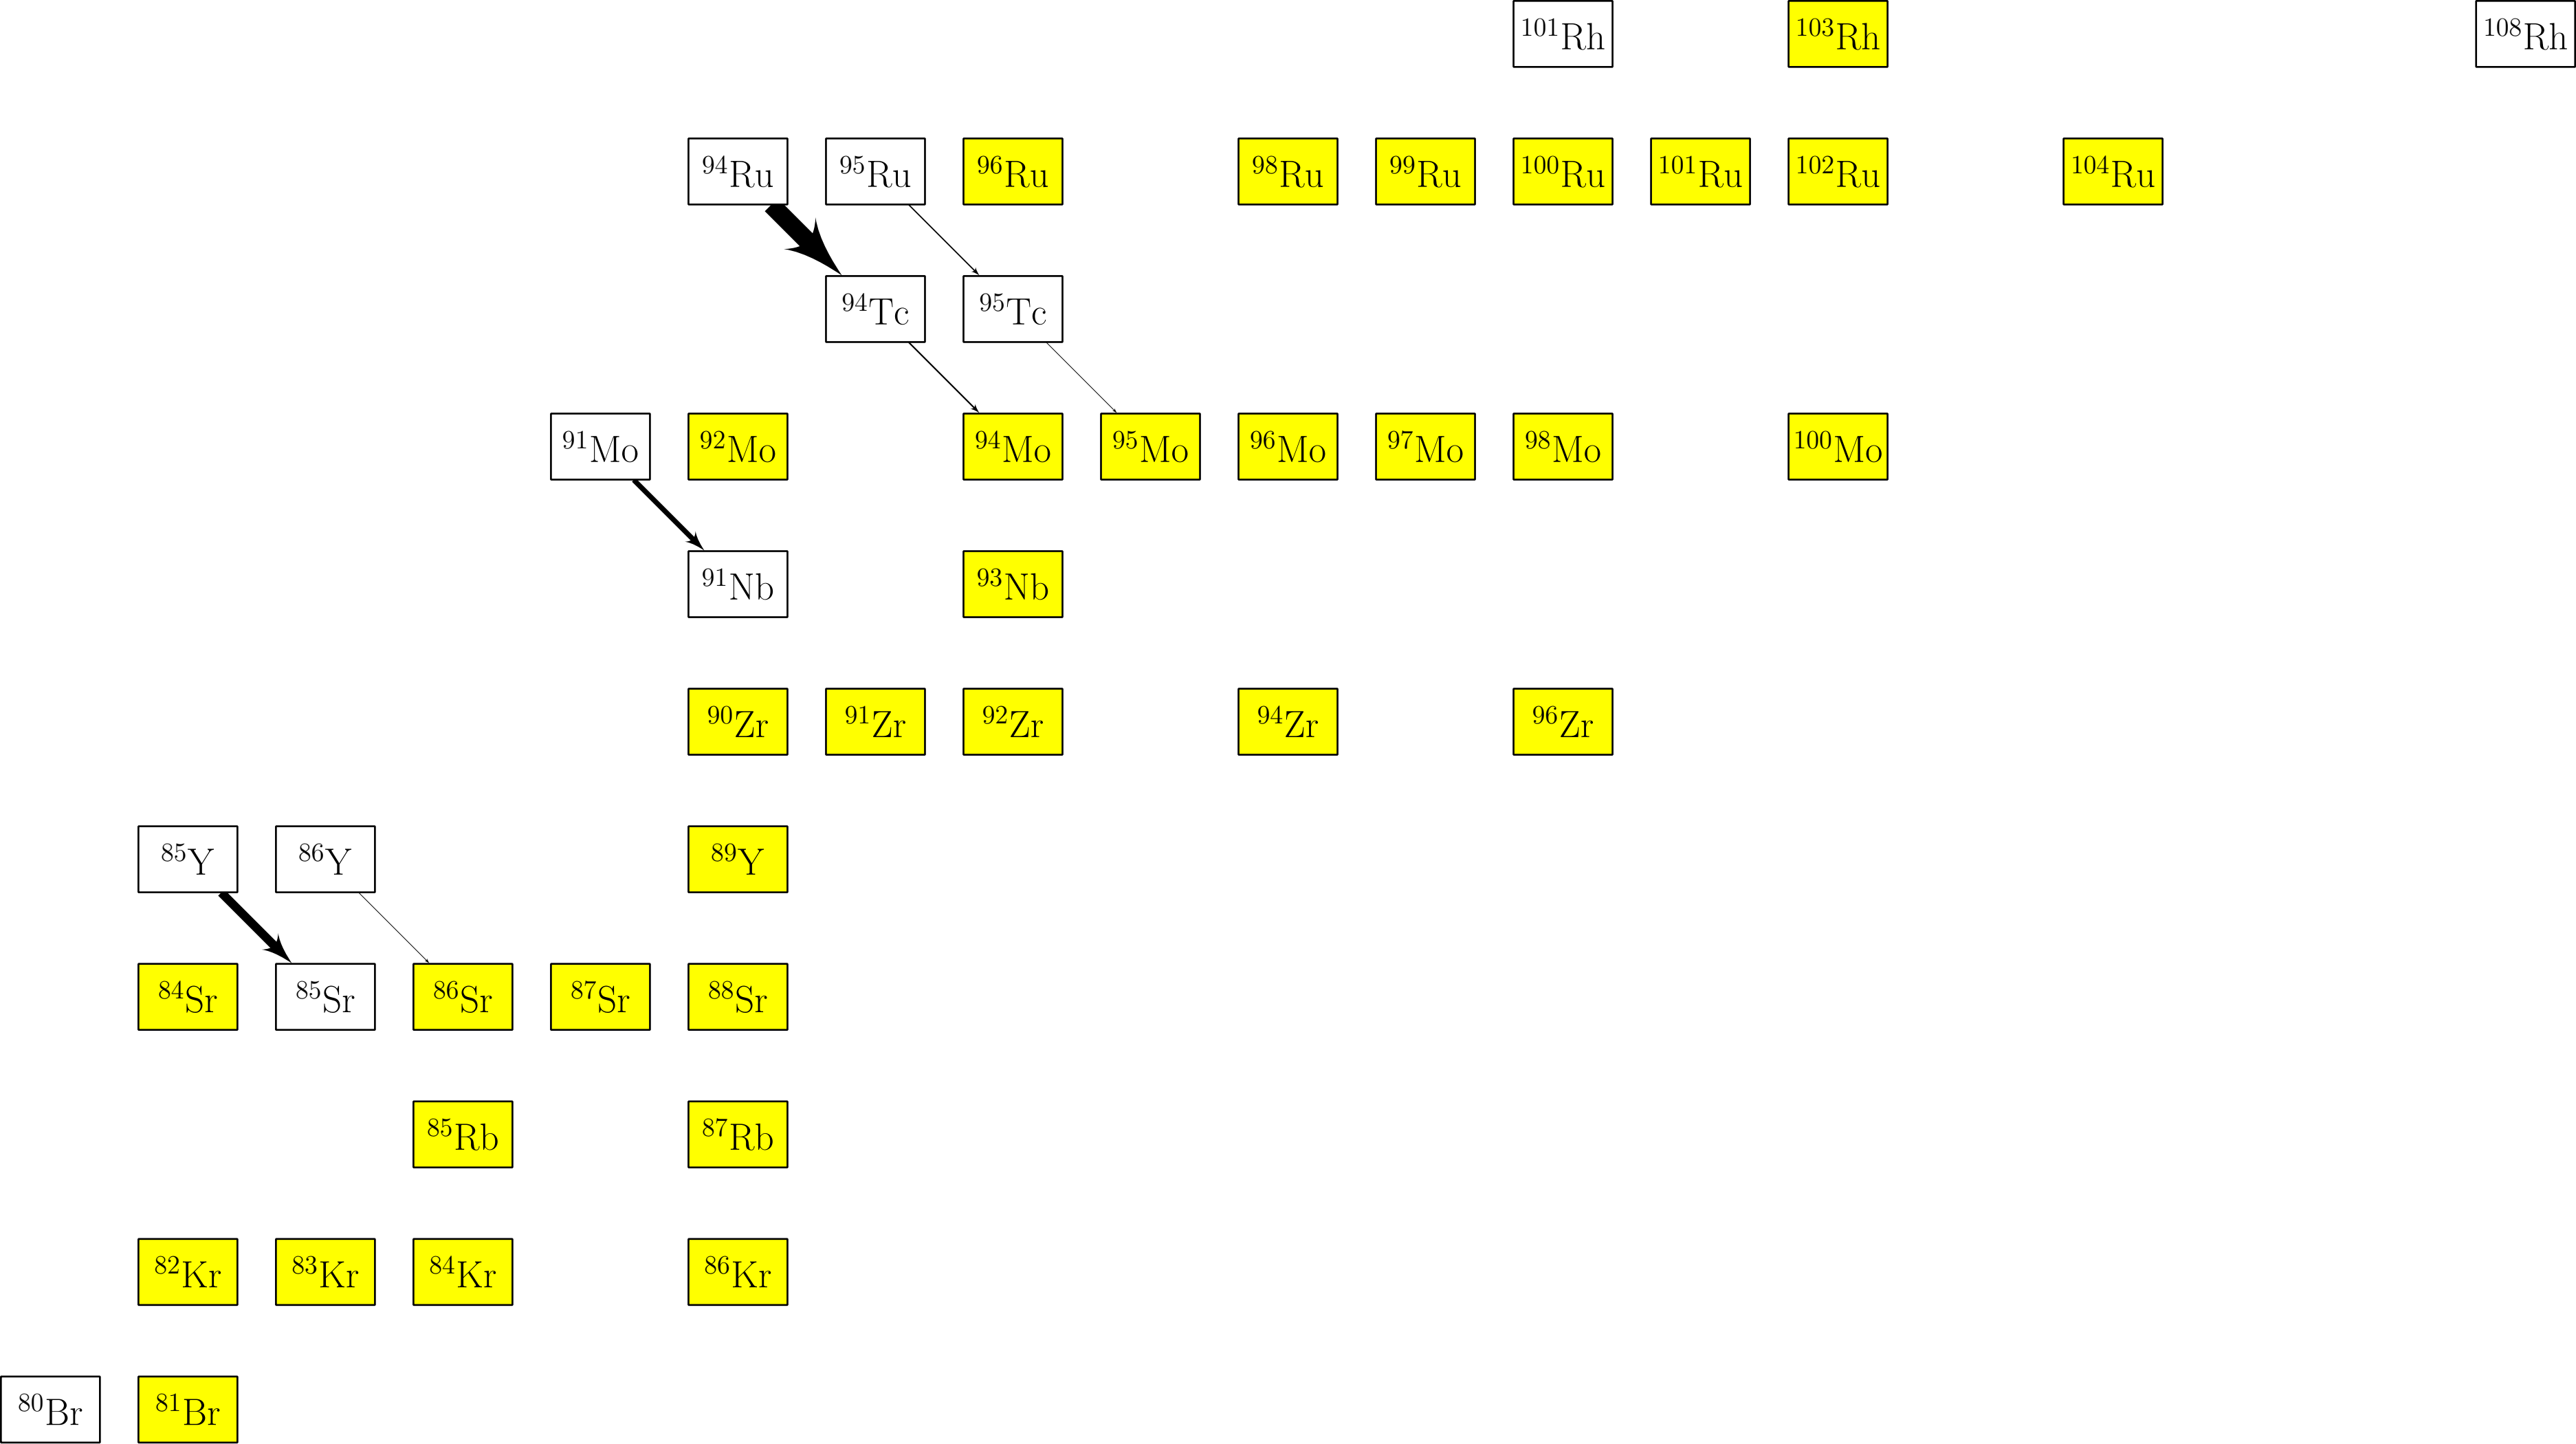 ¹⁰¹Rh ¹⁰³Rh ¹⁰⁸Rh
⁹⁴Ru ⁹⁵Ru ⁹⁶Ru ⁹⁸Ru ⁹⁹Ru ¹⁰⁰Ru ¹⁰¹Ru ¹⁰²Ru ¹⁰⁴Ru
⁹⁴Tc ⁹⁵Tc
⁹¹Mo ⁹²Mo ⁹⁴Mo ⁹⁵Mo ⁹⁶Mo ⁹⁷Mo ⁹⁸Mo ¹⁰⁰Mo
⁹¹Nb ⁹³Nb
⁹⁰Zr ⁹¹Zr ⁹²Zr ⁹⁴Zr ⁹⁶Zr
⁸⁵Y ⁸⁶Y ⁸⁹Y
⁸⁴Sr ⁸⁵Sr ⁸⁶Sr ⁸⁷Sr ⁸⁸Sr
⁸⁵Rb ⁸⁷Rb
⁸²Kr ⁸³Kr ⁸⁴Kr ⁸⁶Kr
⁸⁰Br ⁸¹Br